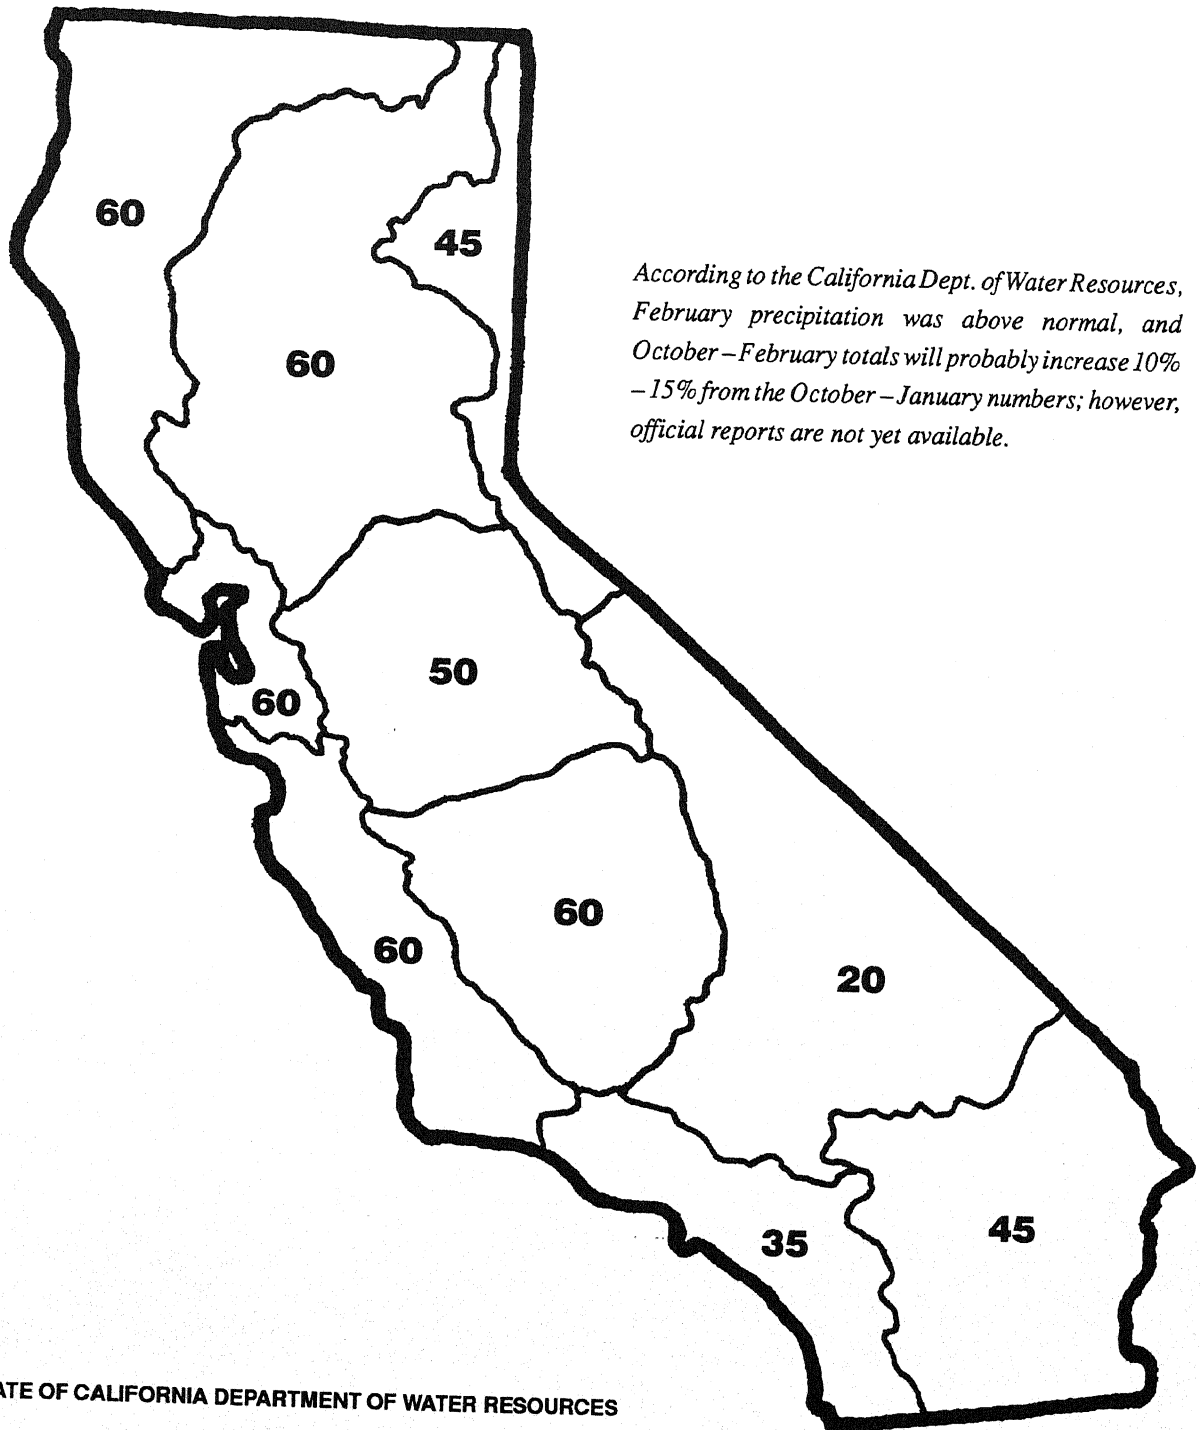 60
45
According to the California Dept. of Water Resources,
February precipitation was above normal, and
60
October – February totals will probably increase 10%
– 15% from the October – January numbers; however,
official reports are not yet available.
50
60
60
60
20
35
45
ATE OF CALIFORNIA DEPARTMENT OF WATER RESOURCES